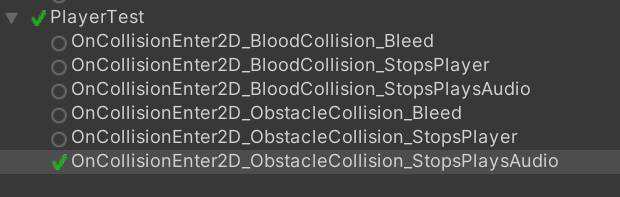 PlayerTest
OnCollisionEnter2D_BloodCollision_Bleed
OnCollisionEnter2D_BloodCollision_StopsPlayer
OnCollisionEnter2D_BloodCollision_StopsPlaysAudio
OnCollisionEnter2D_ObstacleCollision_Bleed
OnCollisionEnter2D_ObstacleCollision_StopsPlayer
OnCollisionEnter2D_ObstacleCollision_StopsPlaysAudio